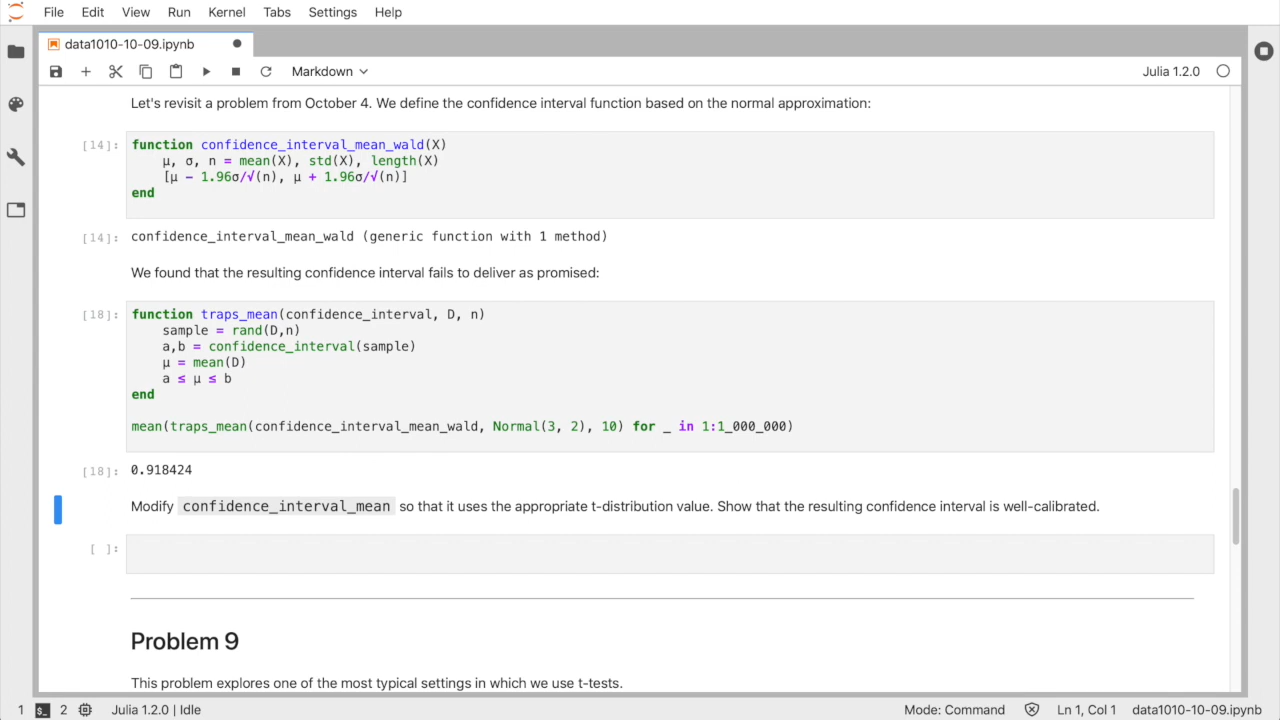 File Edit View Run Kernel Tabs Settings Help
data1010-10-09.ipynb
Markdown
Julia 1.2.0
Let's revisit a problem from October 4. We define the confidence interval function based on the normal approximation:
[14]:
function confidence_interval_mean_wald(X)
    μ, σ, n = mean(X), std(X), length(X)
    [μ - 1.96σ/√(n), μ + 1.96σ/√(n)]
end
[14]: confidence_interval_mean_wald (generic function with 1 method)
We found that the resulting confidence interval fails to deliver as promised:
[18]:
function traps_mean(confidence_interval, D, n)
    sample = rand(D,n)
    a,b = confidence_interval(sample)
    μ = mean(D)
    a ≤ μ ≤ b
end
mean(traps_mean(confidence_interval_mean_wald, Normal(3, 2), 10) for _ in 1:1_000_000)
[18]: 0.918424
Modify confidence_interval_mean so that it uses the appropriate t-distribution value. Show that the resulting confidence interval is well-calibrated.
[ ]:
Problem 9
This problem explores one of the most typical settings in which we use t-tests.
1 $_ 2 Julia 1.2.0 | Idle Mode: Command Ln 1, Col 1 data1010-10-09.ipynb